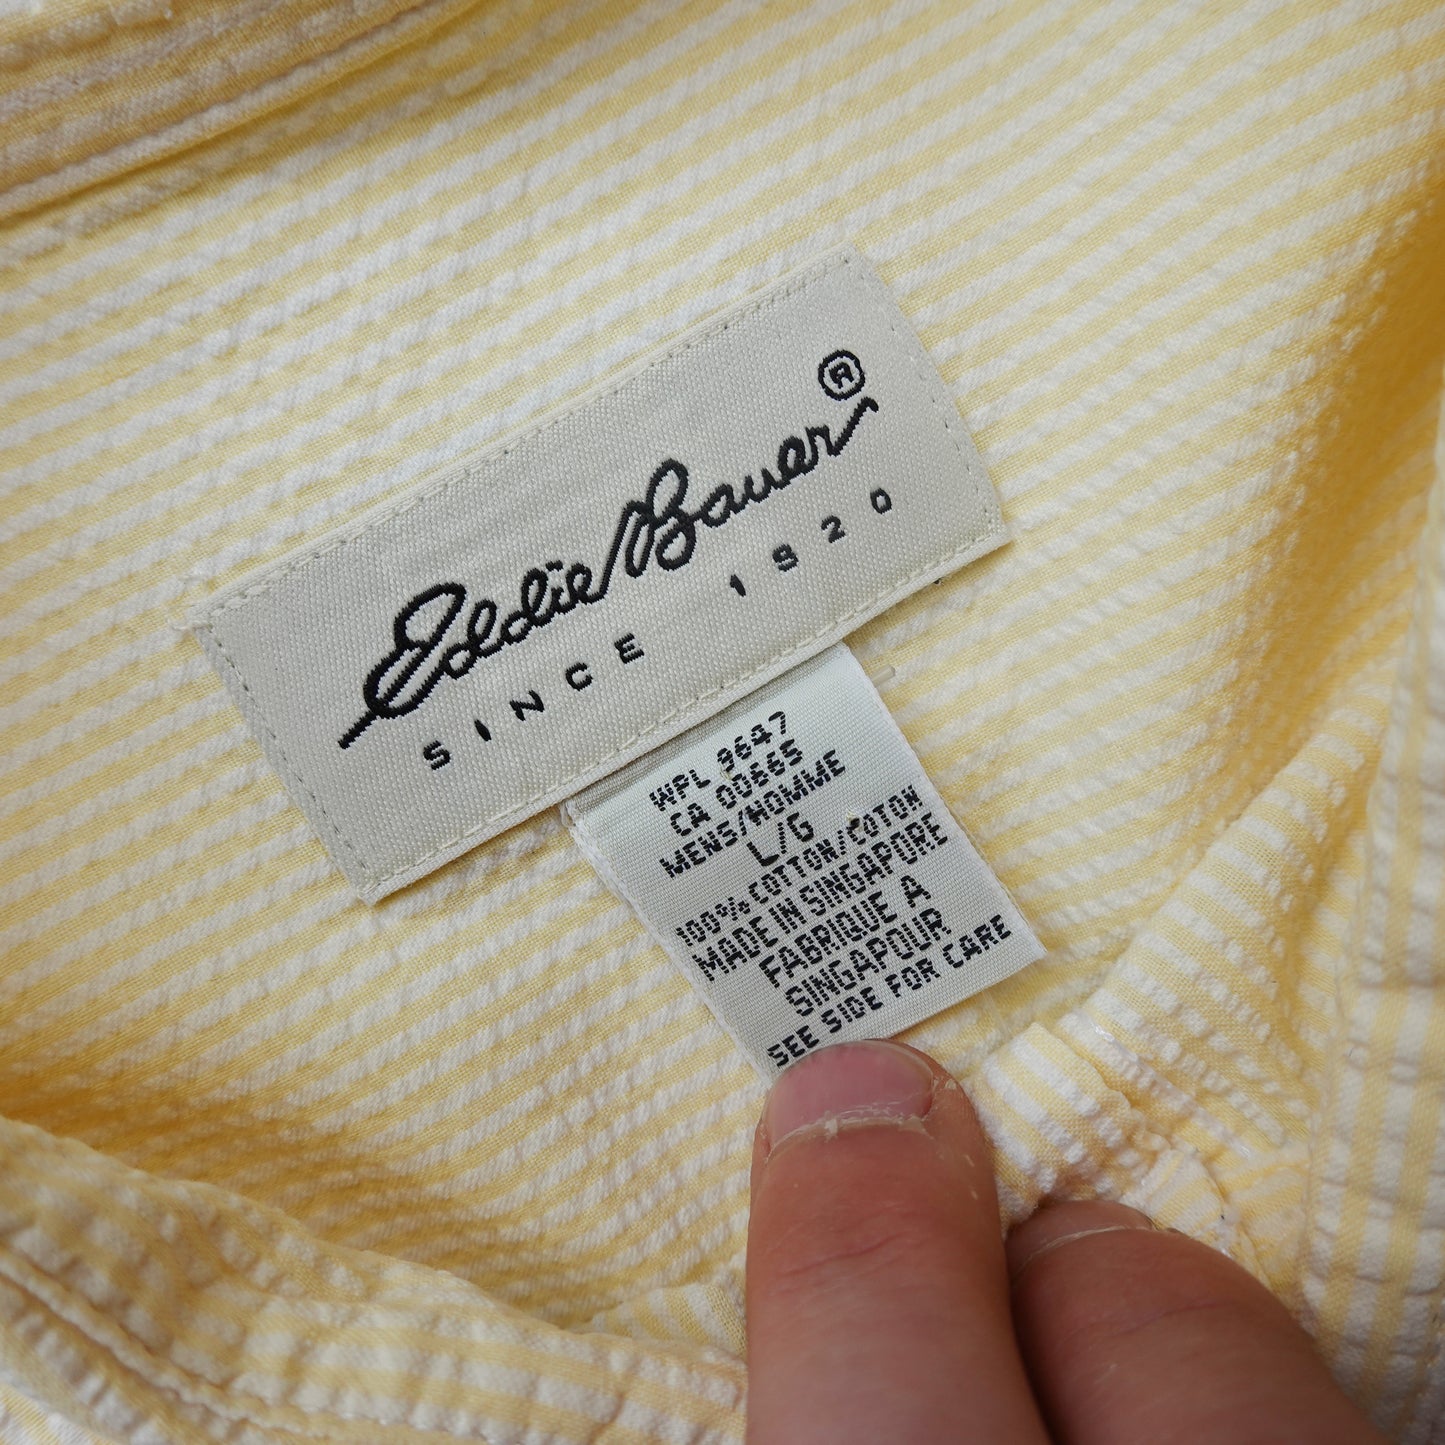 Eddie Bauer®
SINCE 1920
WPL 9647
CA 00665
MENS/HOMME
L/G
100% COTTON/COTON
MADE IN SINGAPORE
FABRIQUE A
SINGAPOUR
SEE SIDE FOR CARE